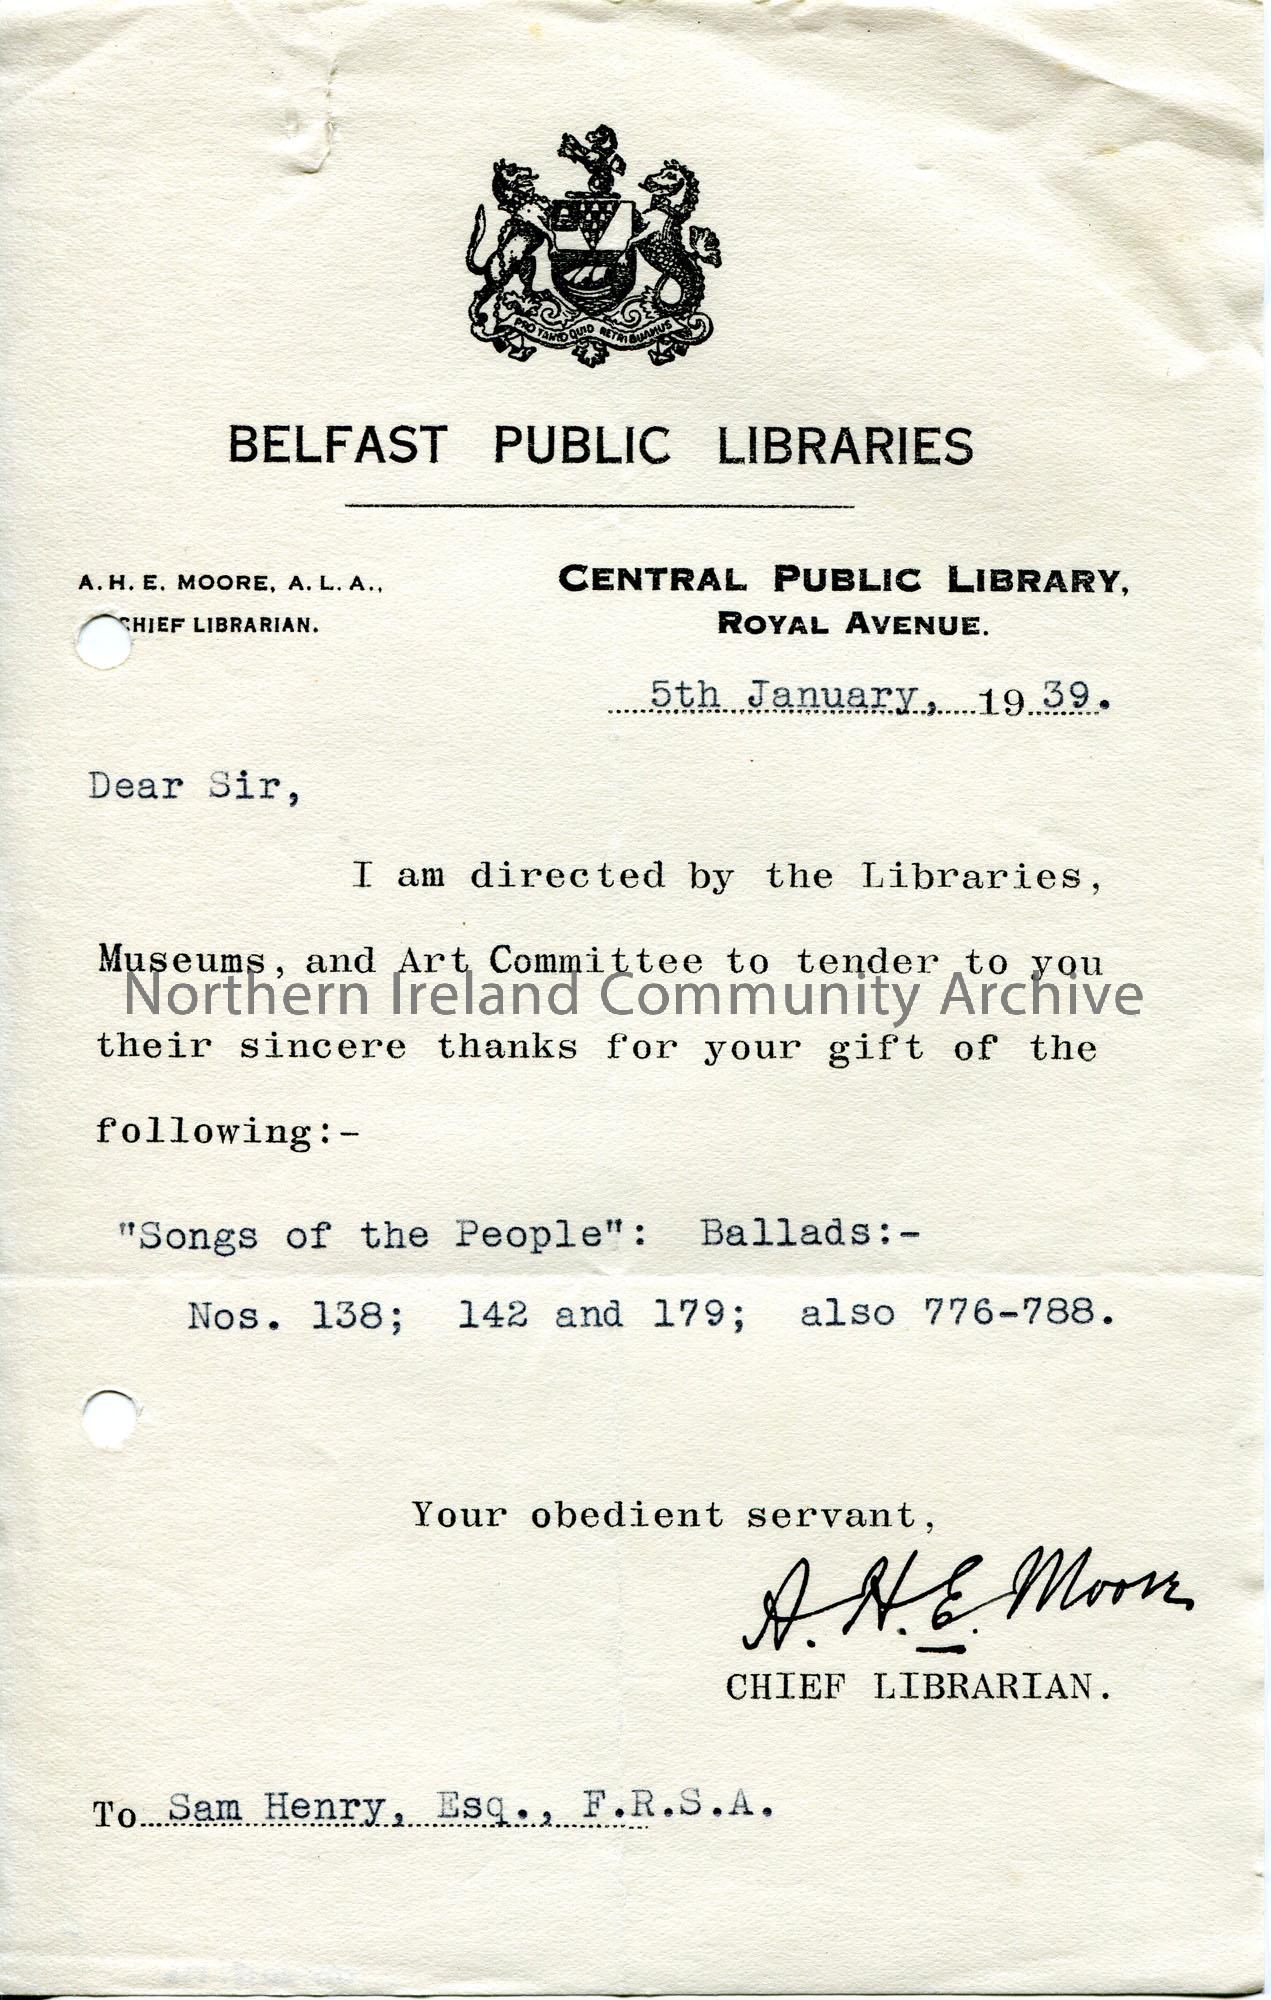 PRO TANTO QUID RETRIBUAMUS
BELFAST PUBLIC LIBRARIES
A. H. E. MOORE, A. L. A.,
CHIEF LIBRARIAN.
CENTRAL PUBLIC LIBRARY,
ROYAL AVENUE.
5th January, 1939.
Dear Sir,
I am directed by the Libraries,
Museums, and Art Committee to tender to you
Northern Ireland Community Archive
their sincere thanks for your gift of the
following:-
"Songs of the People": Ballads:-
Nos. 138; 142 and 179; also 776-788.
Your obedient servant,
A. H. E. Moore
CHIEF LIBRARIAN.
To Sam Henry, Esq., F.R.S.A.